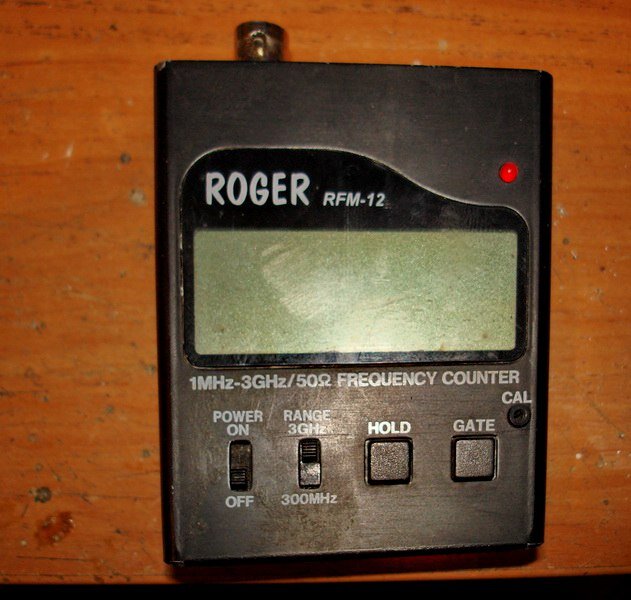 ROGER RFM-12
1MHz-3GHz/50Ω FREQUENCY COUNTER
CAL
POWER RANGE HOLD GATE
ON 3GHz
OFF 300MHz